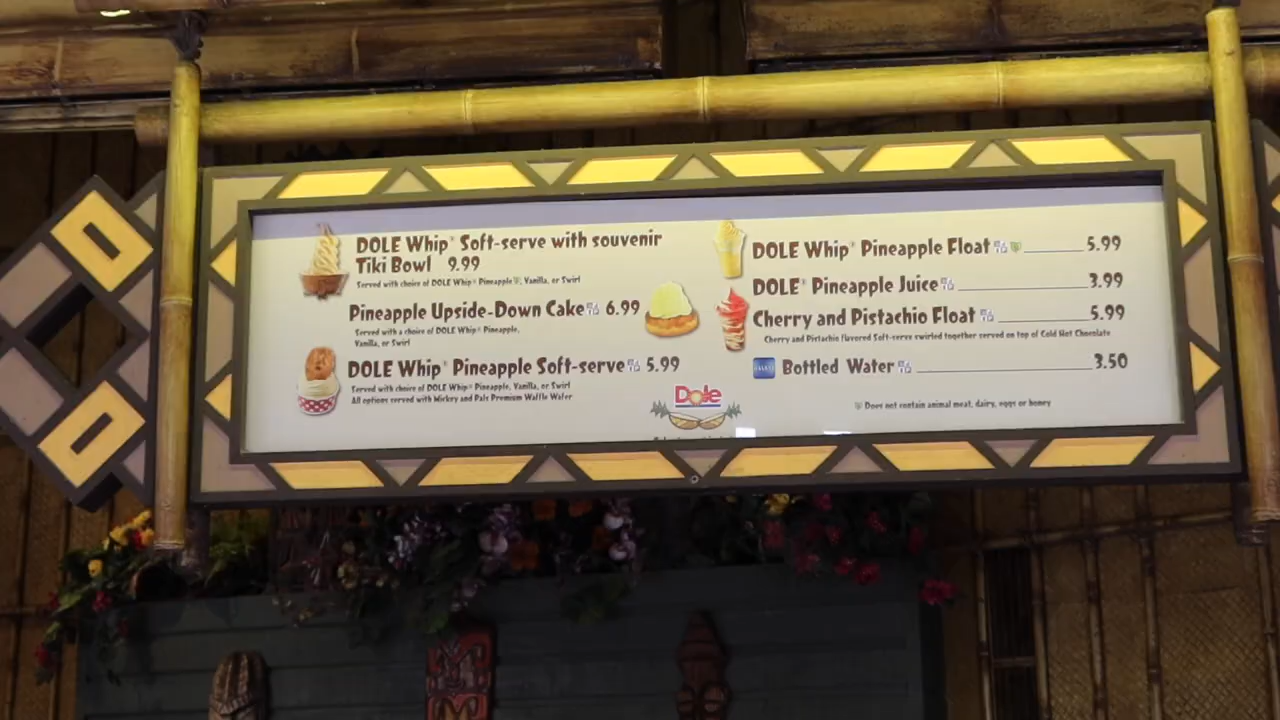 DOLE Whip® Soft-serve with souvenir
Tiki Bowl 9.99
Served with choice of DOLE Whip® Pineapple, Vanilla, or Swirl
Pineapple Upside-Down Cake 6.99
Served with a choice of DOLE Whip® Pineapple,
Vanilla, or Swirl
DOLE Whip® Pineapple Soft-serve 5.99
Served with choice of DOLE Whip® Pineapple, Vanilla, or Swirl
All options served with Mickey and Pals Premium Waffle Wafer
Dole
DOLE Whip® Pineapple Float 5.99
DOLE® Pineapple Juice 3.99
Cherry and Pistachio Float 5.99
Cherry and Pistachio flavored Soft-serve swirled together served on top of Cold Hot Chocolate
Bottled Water 3.50
Does not contain animal meat, dairy, eggs or honey